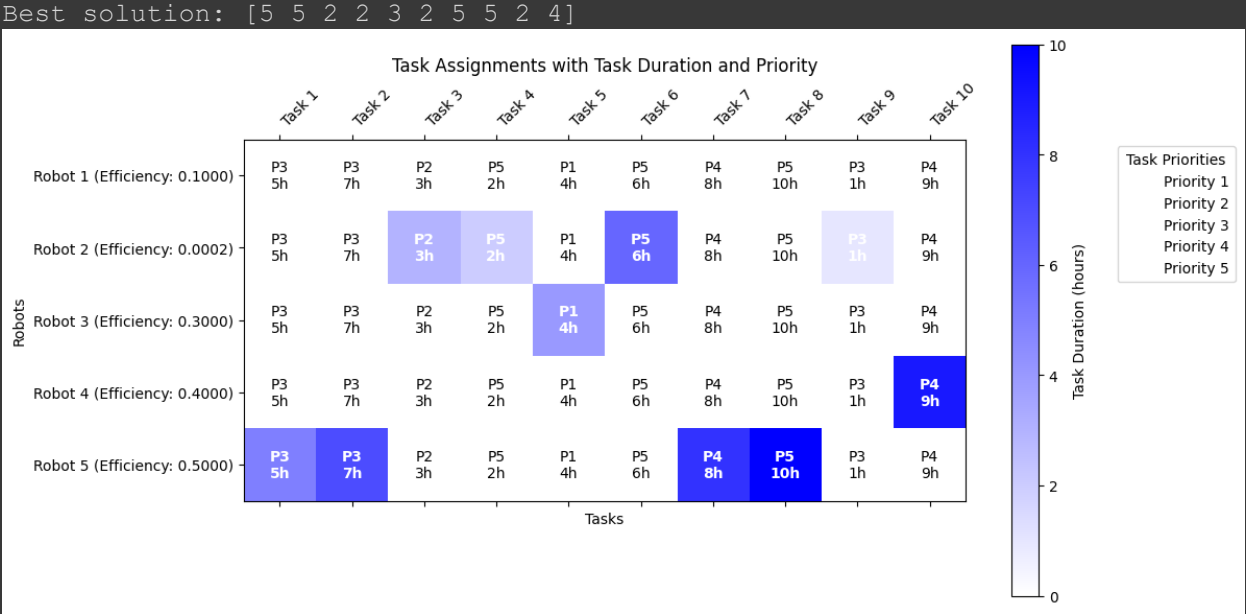 Best solution: [5 5 2 2 3 2 5 5 2 4]
Task Assignments with Task Duration and Priority
Task 1 Task 2 Task 3 Task 4 Task 5 Task 6 Task 7 Task 8 Task 9 Task 10
Robots
Robot 1 (Efficiency: 0.1000)
P3 P3 P2 P5 P1 P5 P4 P5 P3 P4
5h 7h 3h 2h 4h 6h 8h 10h 1h 9h
Robot 2 (Efficiency: 0.0002)
P3 P3 P2 P5 P1 P5 P4 P5 P3 P4
5h 7h 3h 2h 4h 6h 8h 10h 1h 9h
Robot 3 (Efficiency: 0.3000)
P3 P3 P2 P5 P1 P5 P4 P5 P3 P4
5h 7h 3h 2h 4h 6h 8h 10h 1h 9h
Robot 4 (Efficiency: 0.4000)
P3 P3 P2 P5 P1 P5 P4 P5 P3 P4
5h 7h 3h 2h 4h 6h 8h 10h 1h 9h
Robot 5 (Efficiency: 0.5000)
P3 P3 P2 P5 P1 P5 P4 P5 P3 P4
5h 7h 3h 2h 4h 6h 8h 10h 1h 9h
Tasks
10
8
6
4
2
0
Task Duration (hours)
Task Priorities
Priority 1
Priority 2
Priority 3
Priority 4
Priority 5